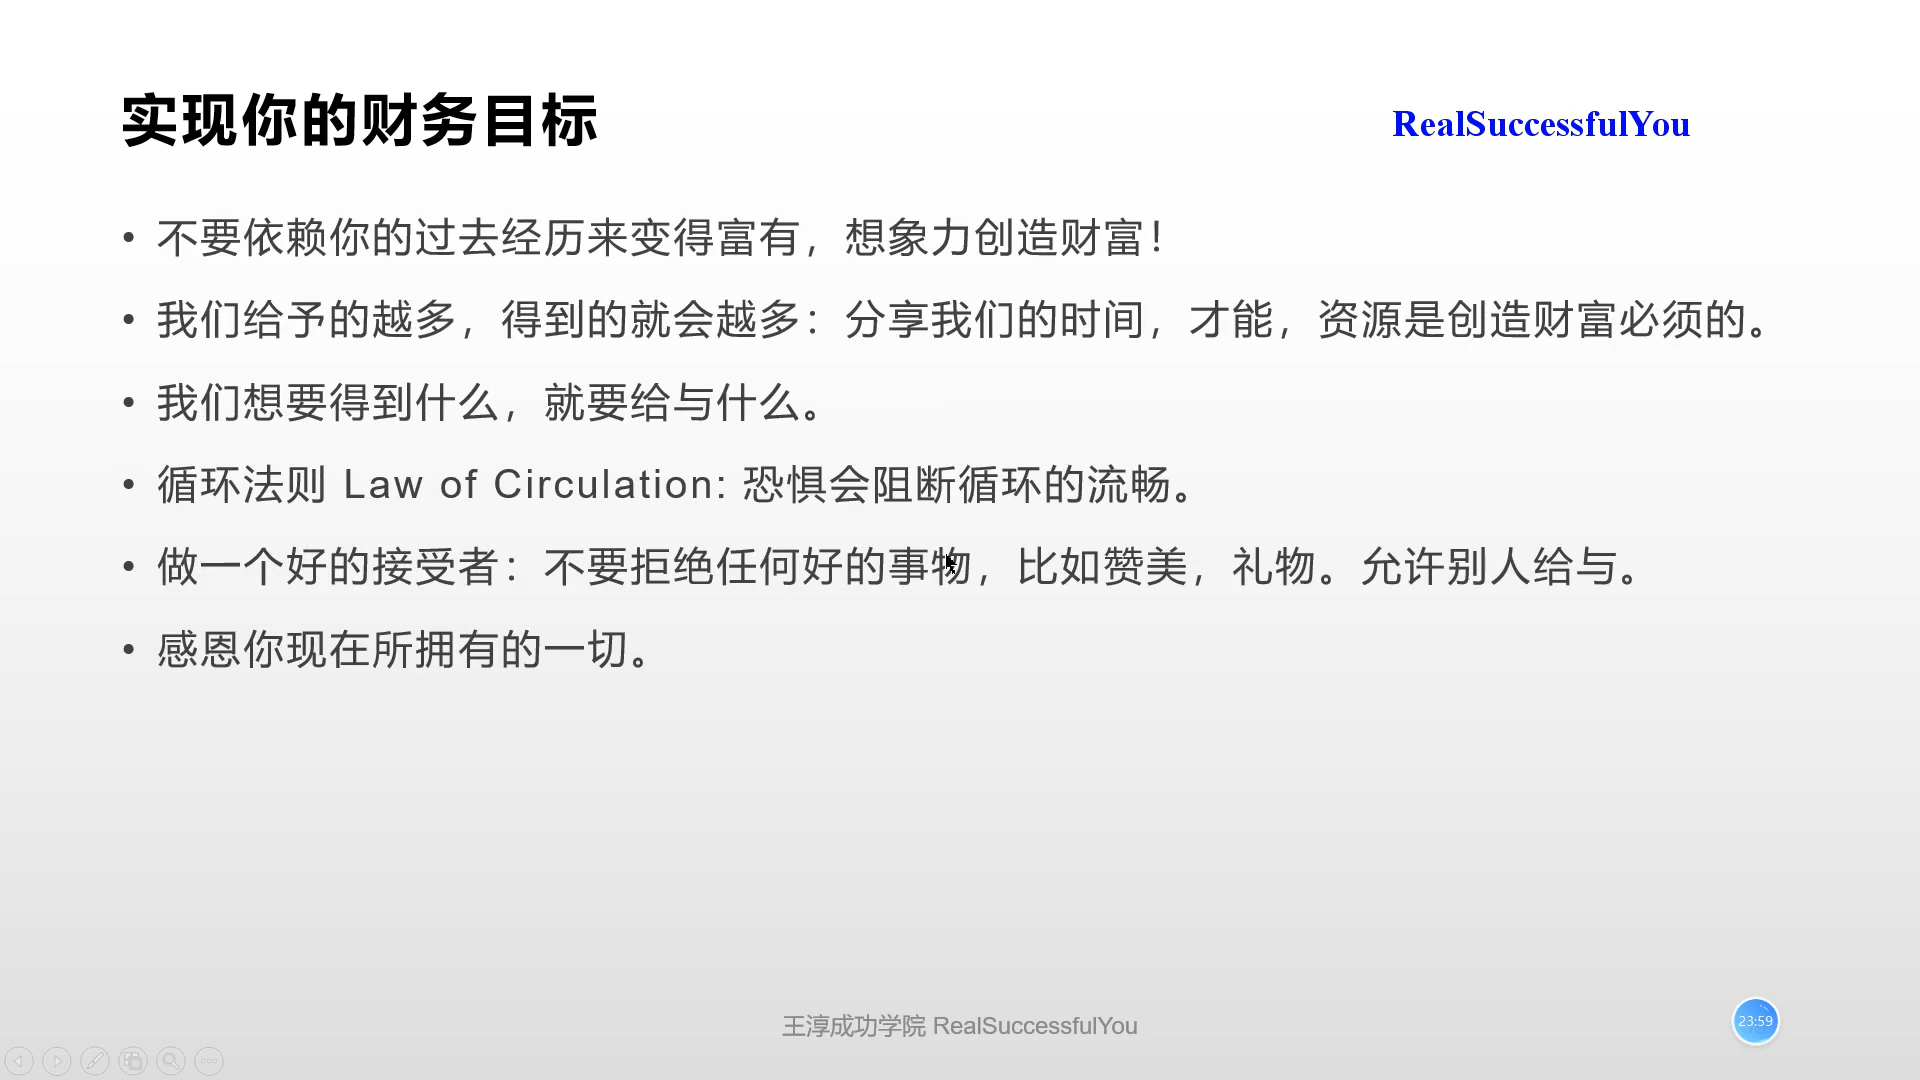 实现你的财务目标
RealSuccessfulYou
• 不要依赖你的过去经历来变得富有，想象力创造财富！
• 我们给予的越多，得到的就会越多：分享我们的时间，才能，资源是创造财富必须的。
• 我们想要得到什么，就要给与什么。
• 循环法则 Law of Circulation: 恐惧会阻断循环的流畅。
• 做一个好的接受者：不要拒绝任何好的事物，比如赞美，礼物。允许别人给与。
• 感恩你现在所拥有的一切。
王淳成功学院 RealSuccessfulYou
23:59